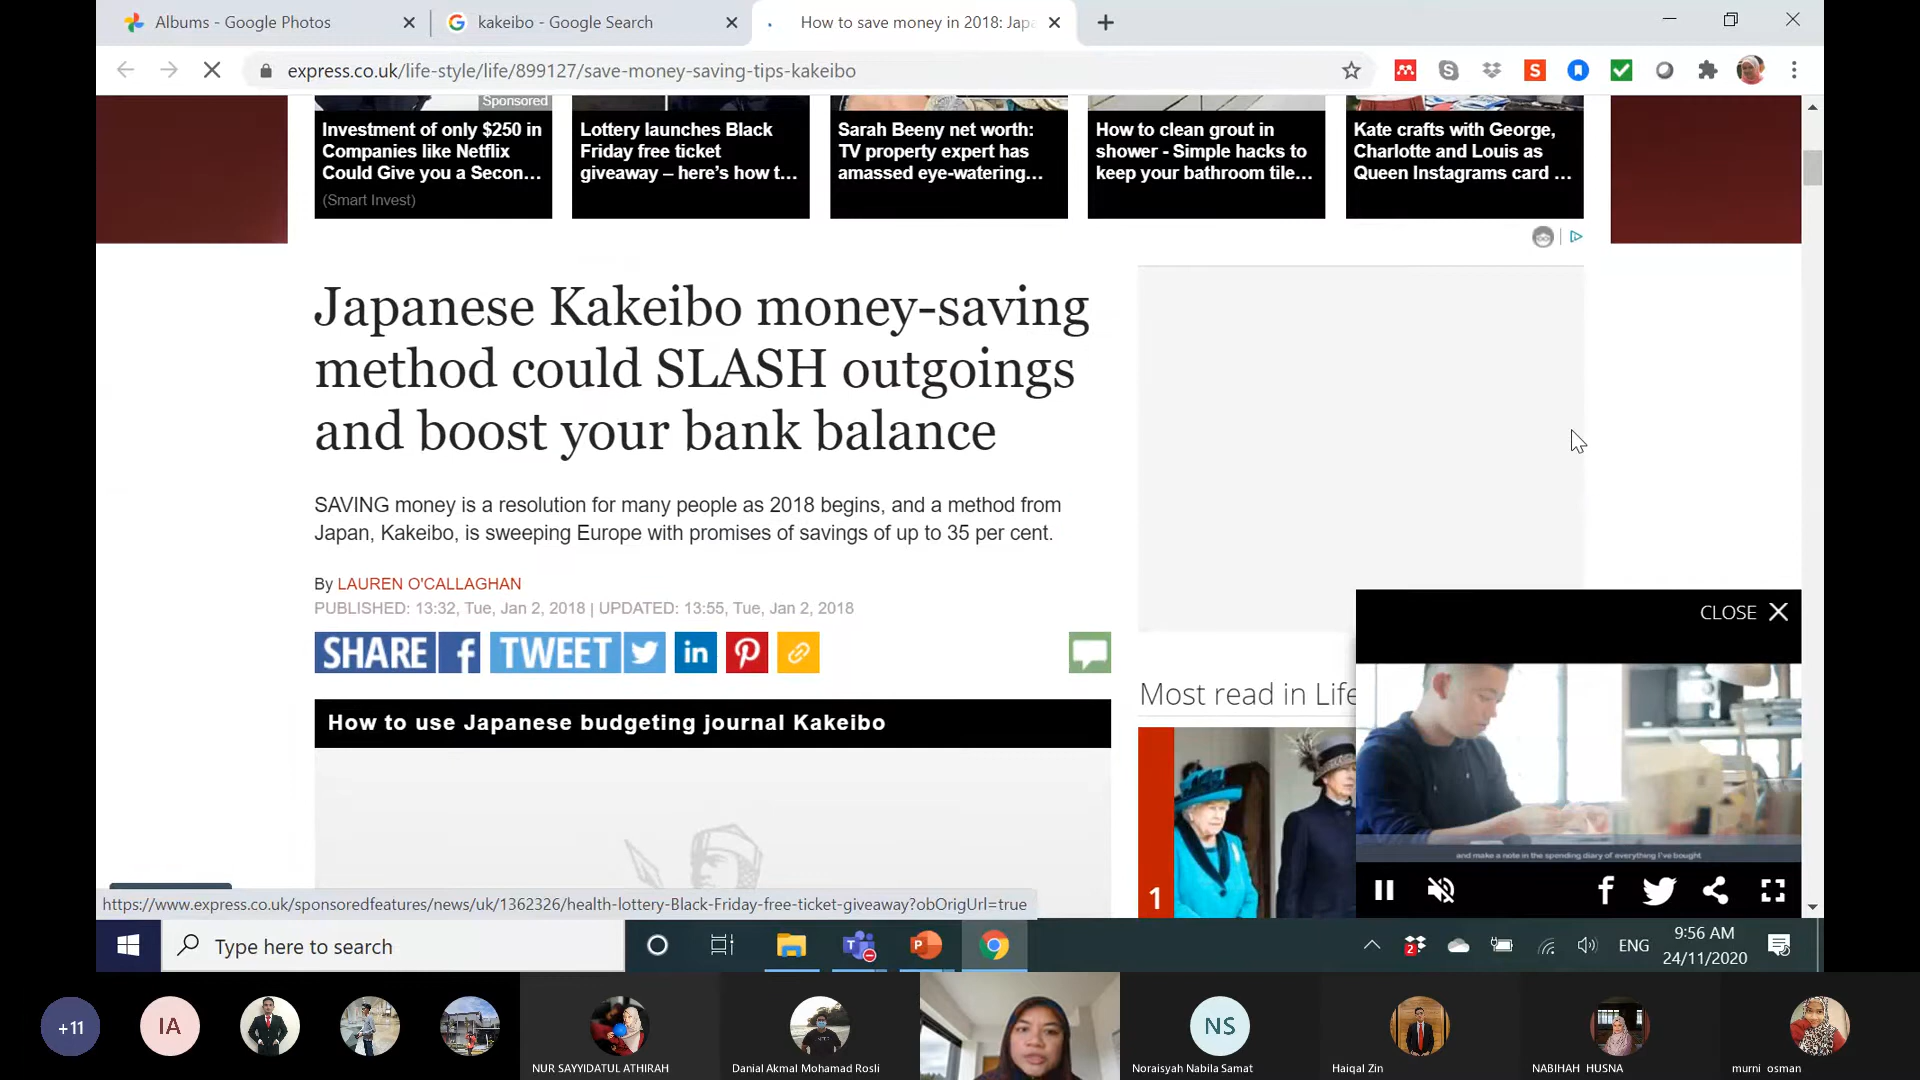 Albums - Google Photos
kakeibo - Google Search
How to save money in 2018: Japa
express.co.uk/life-style/life/899127/save-money-saving-tips-kakeibo
Sponsored
Investment of only $250 in
Companies like Netflix
Could Give you a Secon...
(Smart Invest)
Lottery launches Black
Friday free ticket
giveaway – here's how t...
Sarah Beeny net worth:
TV property expert has
amassed eye-watering...
How to clean grout in
shower - Simple hacks to
keep your bathroom tile...
Kate crafts with George,
Charlotte and Louis as
Queen Instagrams card ...
Japanese Kakeibo money-saving
method could SLASH outgoings
and boost your bank balance
SAVING money is a resolution for many people as 2018 begins, and a method from
Japan, Kakeibo, is sweeping Europe with promises of savings of up to 35 per cent.
By LAUREN O'CALLAGHAN
PUBLISHED: 13:32, Tue, Jan 2, 2018 | UPDATED: 13:55, Tue, Jan 2, 2018
SHARE f TWEET in
How to use Japanese budgeting journal Kakeibo
Most read in Life
1
CLOSE
and make a note in the spending diary of everything I've bought
https://www.express.co.uk/sponsoredfeatures/news/uk/1362326/health-lottery-Black-Friday-free-ticket-giveaway?obOrigUrl=true
Type here to search
2
ENG
9:56 AM
24/11/2020
+11
IA
NUR SAYYIDATUL ATHIRAH
Danial Akmal Mohamad Rosli
NS
Noraisyah Nabila Samat
Haiqal Zin
NABIHAH HUSNA
murni osman